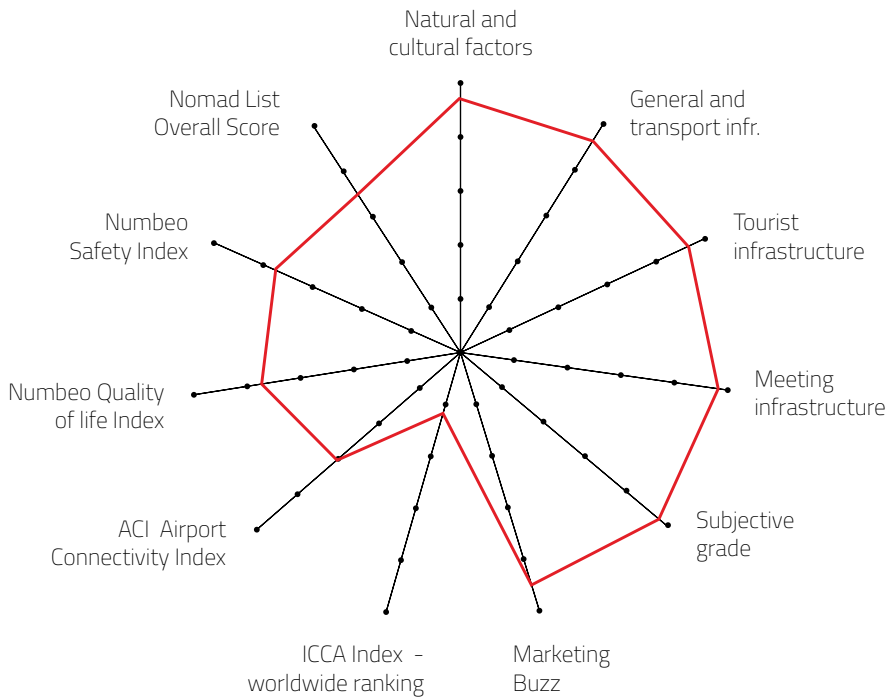 Natural and
cultural factors
General and
transport infr.
Tourist
infrastructure
Meeting
infrastructure
Subjective
grade
Marketing
Buzz
ICCA Index -
worldwide ranking
ACI Airport
Connectivity Index
Numbeo Quality
of life Index
Numbeo
Safety Index
Nomad List
Overall Score